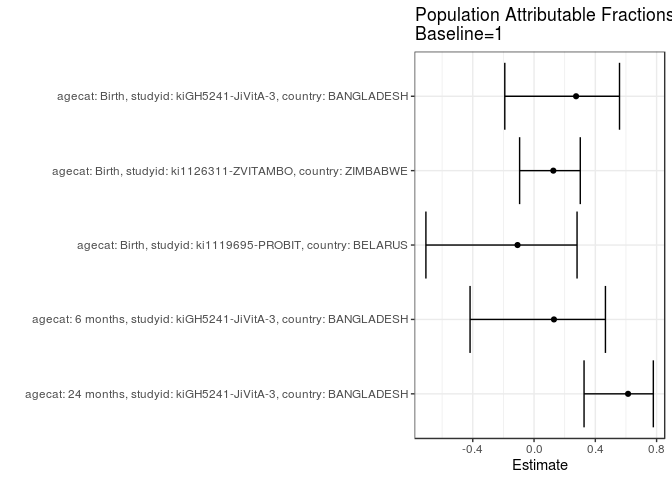 Population Attributable Fractions
Baseline=1
agecat: Birth, studyid: kiGH5241-JiVitA-3, country: BANGLADESH
agecat: Birth, studyid: ki1126311-ZVITAMBO, country: ZIMBABWE
agecat: Birth, studyid: ki1119695-PROBIT, country: BELARUS
agecat: 6 months, studyid: kiGH5241-JiVitA-3, country: BANGLADESH
agecat: 24 months, studyid: kiGH5241-JiVitA-3, country: BANGLADESH
-0.4 0.0 0.4 0.8
Estimate